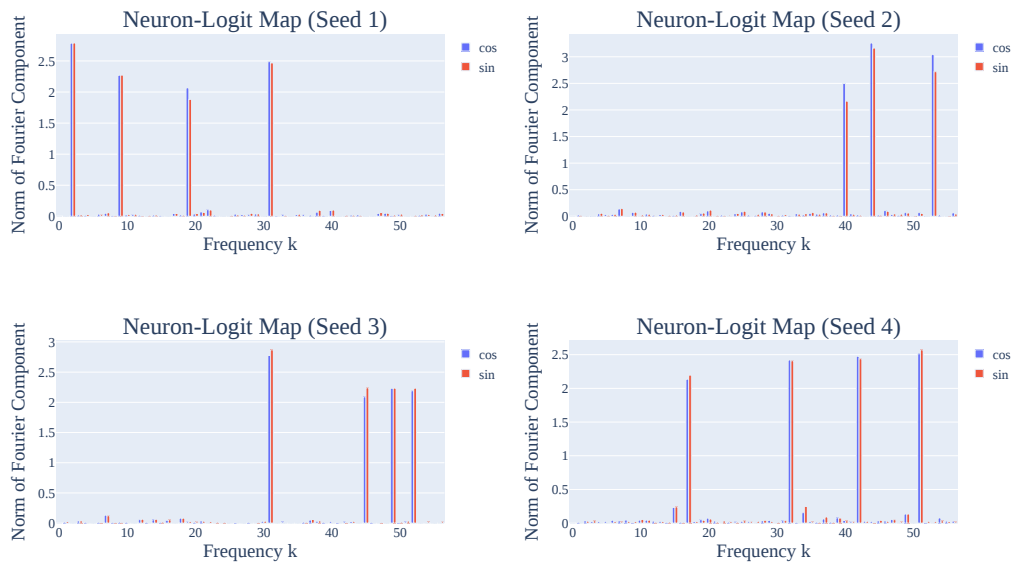 Neuron-Logit Map (Seed 1)
Norm of Fourier Component
2.5
2
1.5
1
0.5
0
0 10 20 30 40 50
Frequency k
cos
sin
Neuron-Logit Map (Seed 2)
Norm of Fourier Component
3
2.5
2
1.5
1
0.5
0
0 10 20 30 40 50
Frequency k
cos
sin
Neuron-Logit Map (Seed 3)
Norm of Fourier Component
3
2.5
2
1.5
1
0.5
0
0 10 20 30 40 50
Frequency k
cos
sin
Neuron-Logit Map (Seed 4)
Norm of Fourier Component
2.5
2
1.5
1
0.5
0
0 10 20 30 40 50
Frequency k
cos
sin